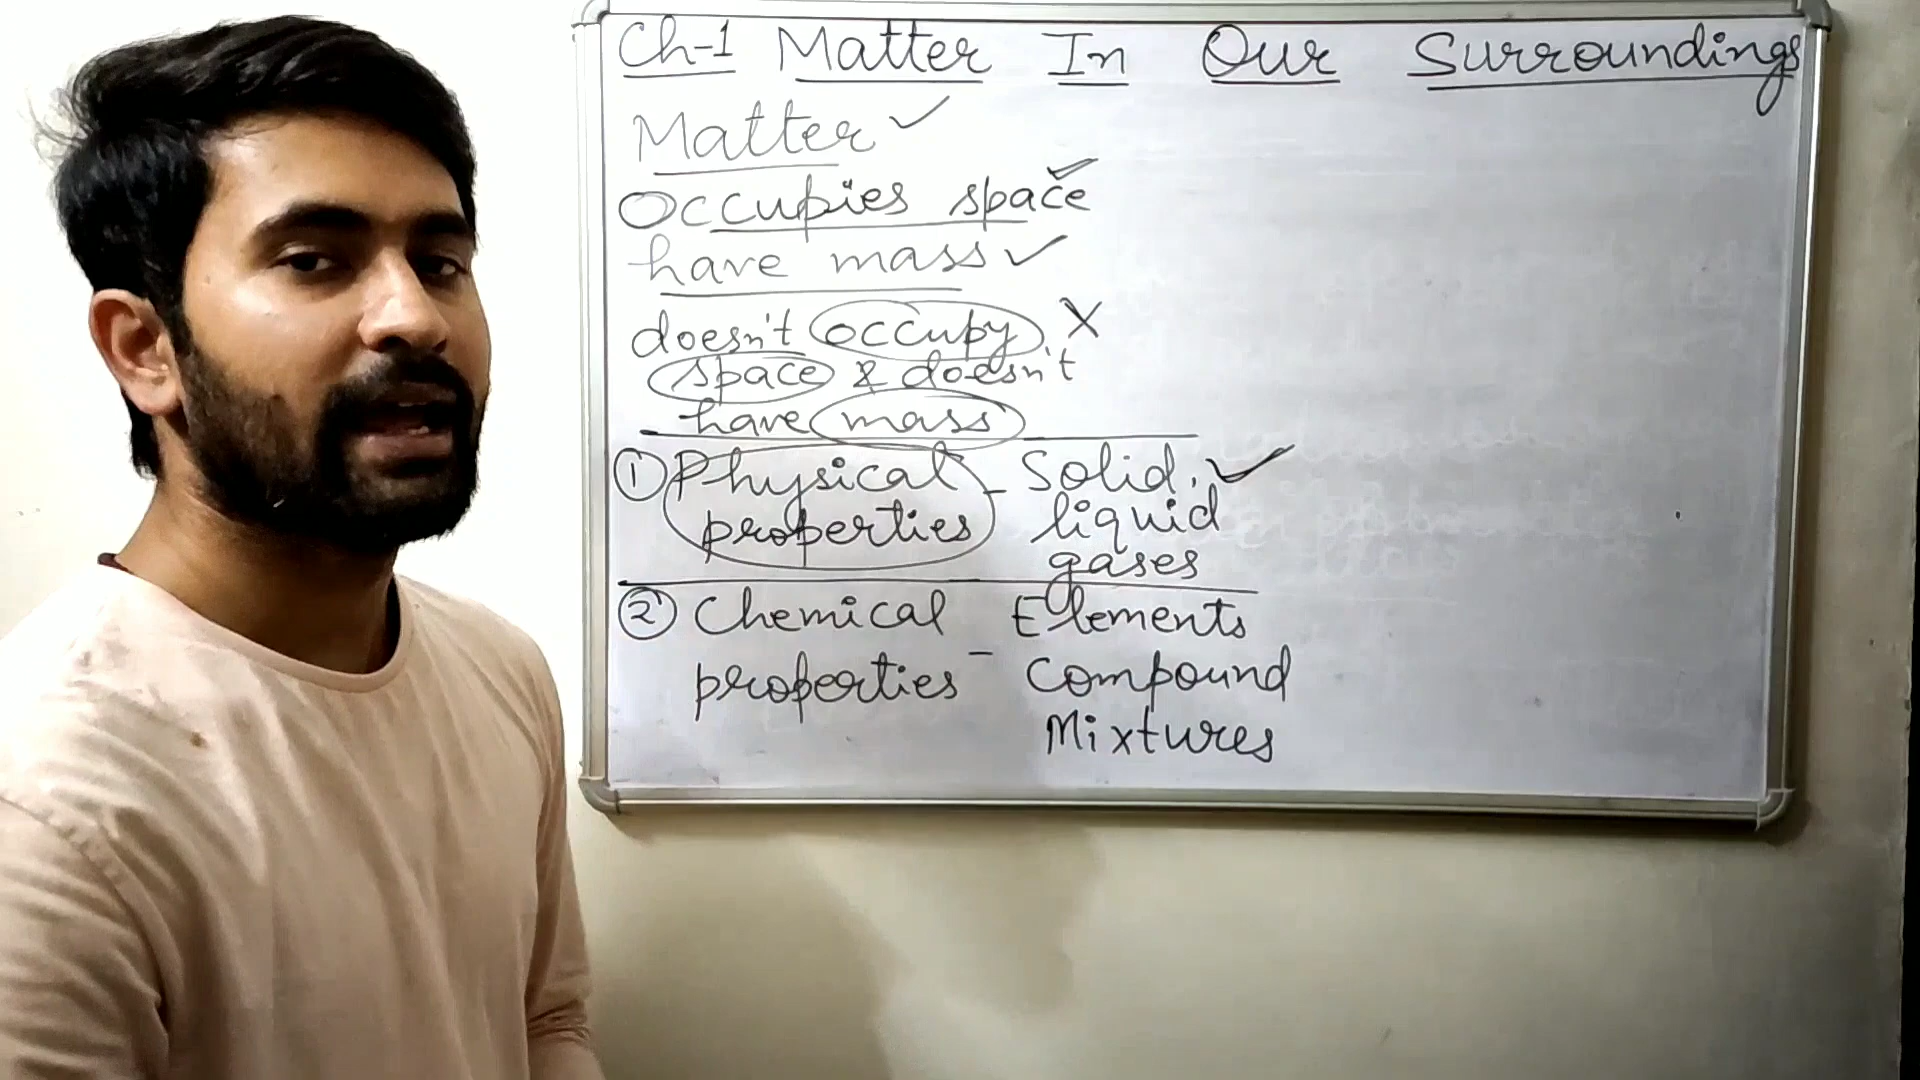 Ch-1 Matter In Our Surroundings
Matter ✓
Occupies space ✓
have mass ✓
doesn't occupy X
space & doesn't
have mass
① Physical - Solid. ✓
properties liquid
gases
② Chemical Elements
properties - Compound
Mixtures